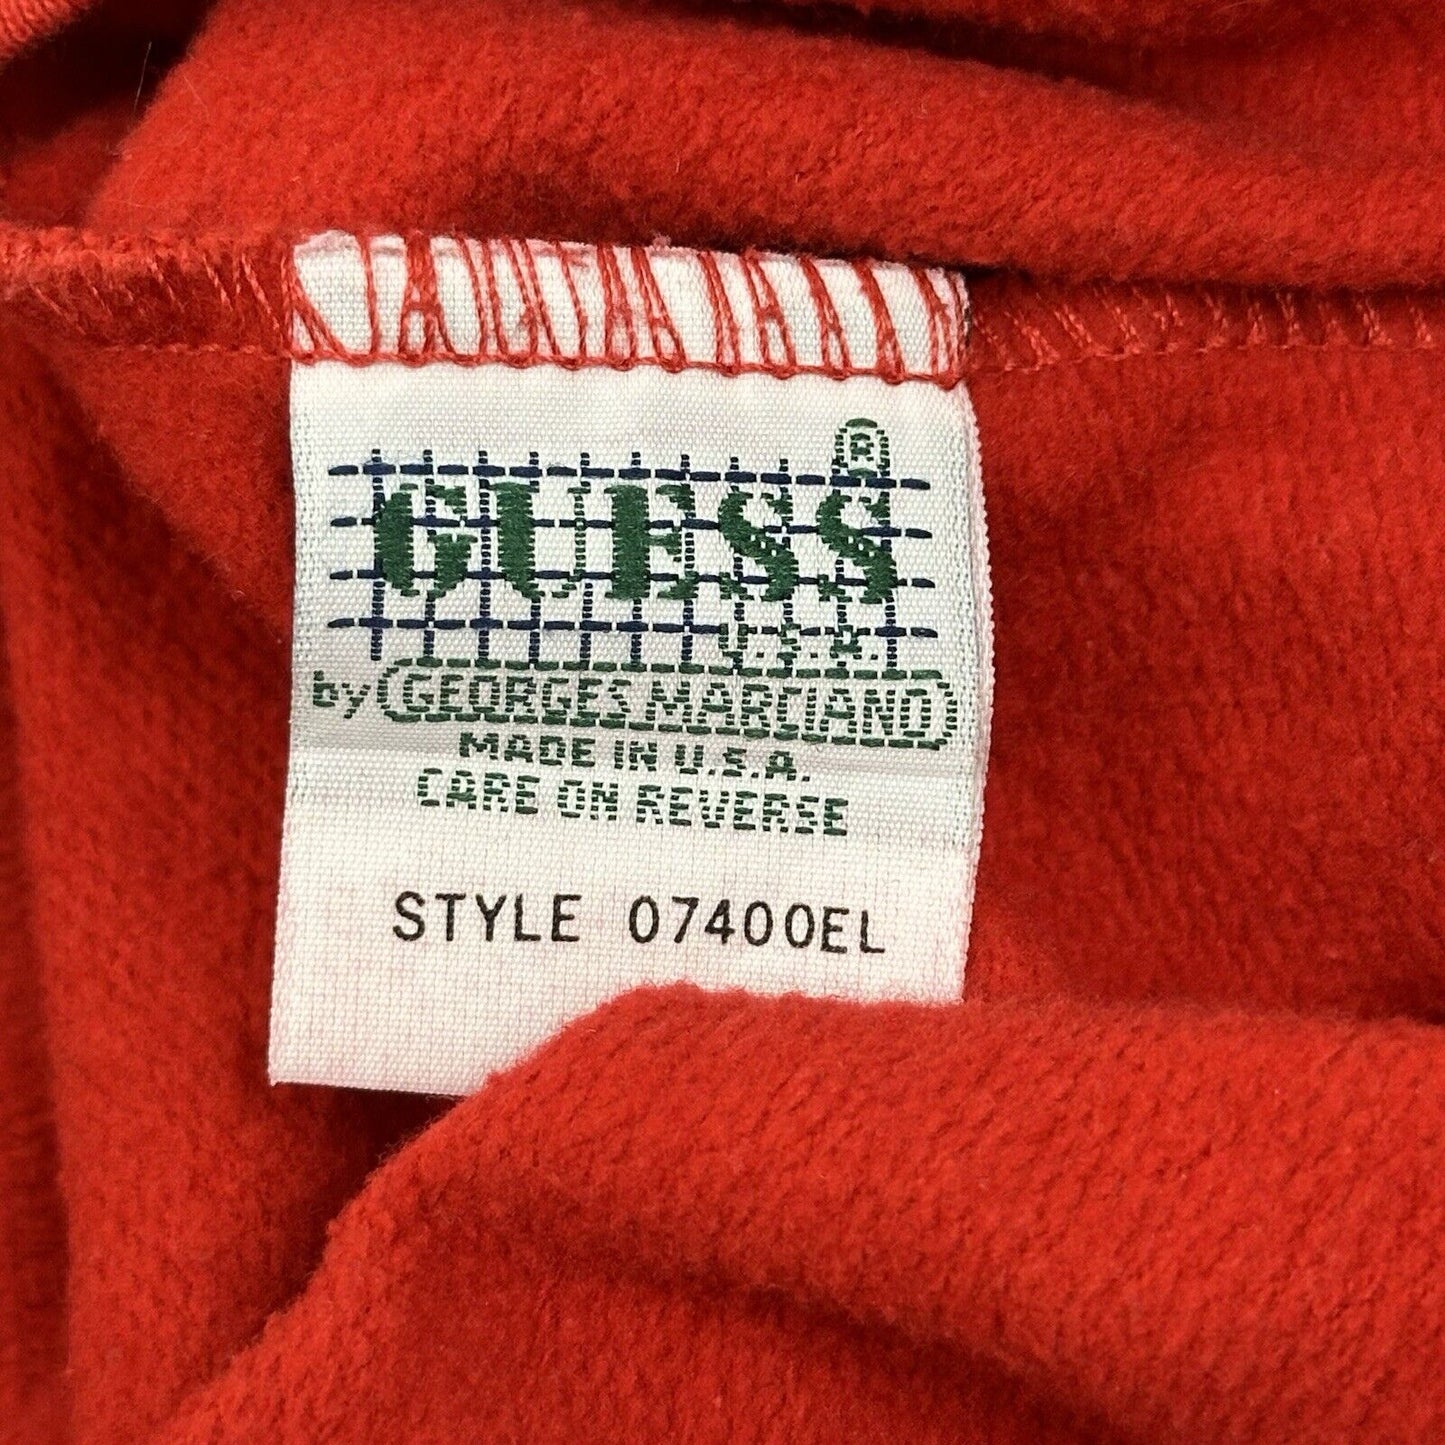 ®
GUESS
U.S.A.
by GEORGES MARCIANO
MADE IN U.S.A.
CARE ON REVERSE
STYLE 07400EL